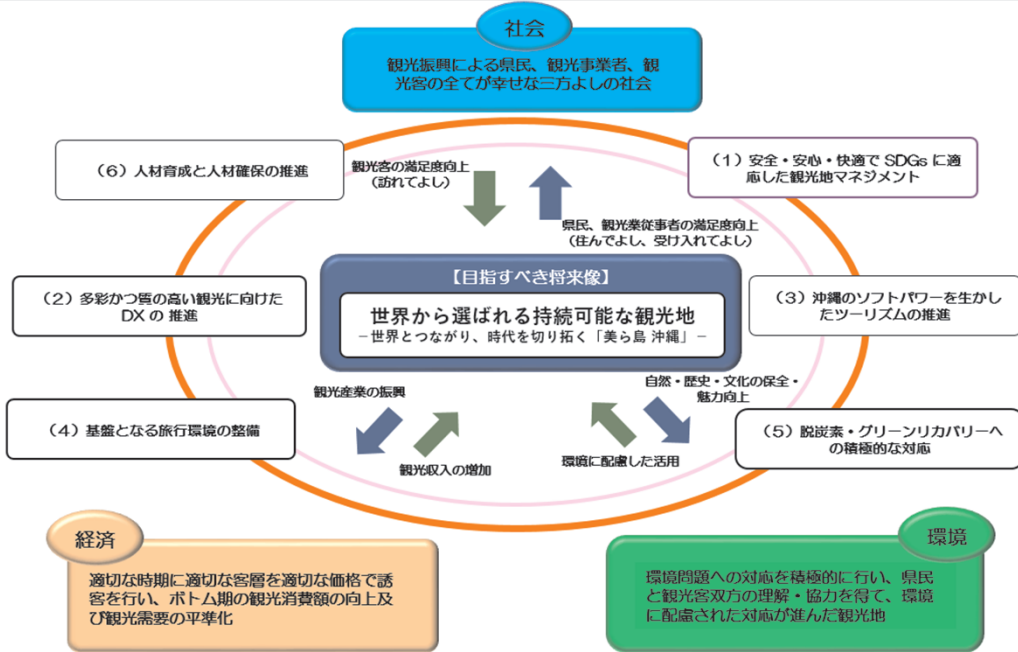 社会
観光振興による県民、観光事業者、観
光客の全てが幸せな三方よしの社会
（6）人材育成と人材確保の推進
観光客の満足度向上
（訪れてよし）
（1）安全・安心・快適で SDGs に適
応した観光地マネジメント
県民、観光業従事者の満足度向上
（住んでよし、受け入れてよし）
（2）多彩かつ質の高い観光に向けた
DX の 推進
【目指すべき将来像】
世界から選ばれる持続可能な観光地
−世界とつながり、時代を切り拓く「美ら島 沖縄」−
（3）沖縄のソフトパワーを生かし
たツーリズムの推進
観光産業の振興
自然・歴史・文化の保全・
魅力向上
（4）基盤となる旅行環境の整備
観光収入の増加
環境に配慮した活用
（5）脱炭素・グリーンリカバリーへ
の積極的な対応
経済
適切な時期に適切な客層を適切な価格で誘
客を行い、ボトム期の観光消費額の向上及
び観光需要の平準化
環境
環境問題への対応を積極的に行い、県民
と観光客双方の理解・協力を得て、環境
に配慮された対応が進んだ観光地